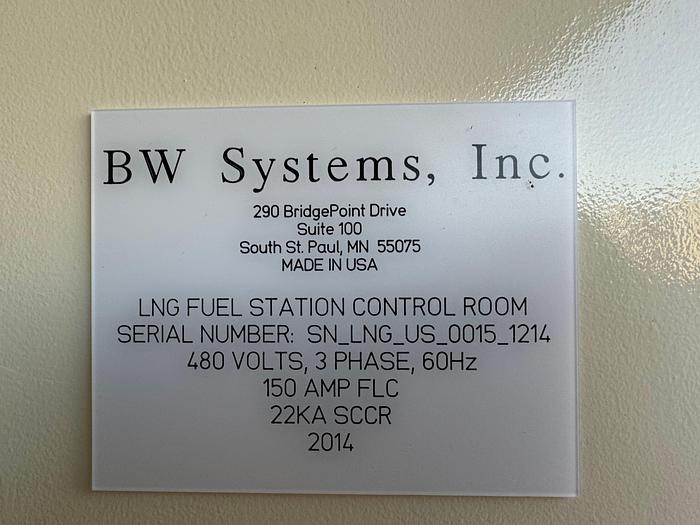 BW Systems, Inc.
290 BridgePoint Drive
Suite 100
South St. Paul, MN 55075
MADE IN USA
LNG FUEL STATION CONTROL ROOM
SERIAL NUMBER: SN_LNG_US_0015_1214
480 VOLTS, 3 PHASE, 60Hz
150 AMP FLC
22KA SCCR
2014